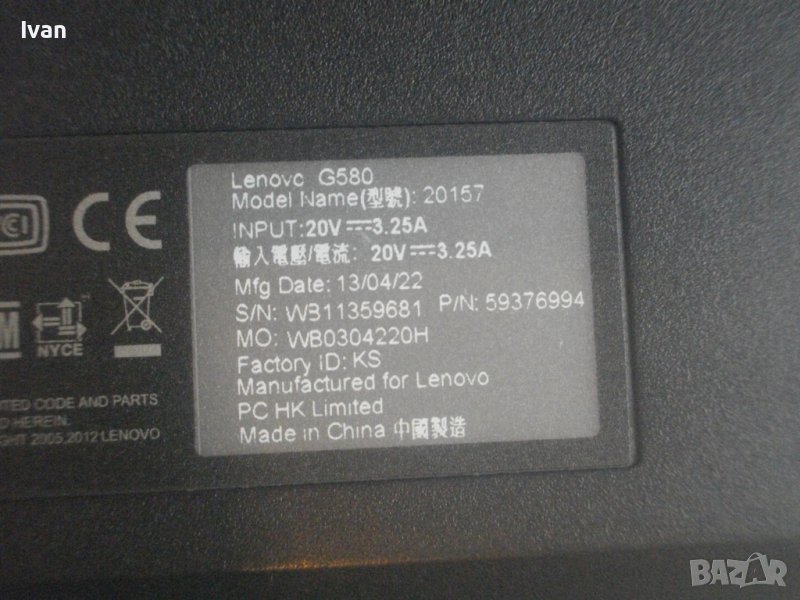 Ivan
Lenovo G580
Model Name(型號): 20157
INPUT:20V⎓3.25A
輸入電壓/電流: 20V⎓3.25A
Mfg Date: 13/04/22
S/N: WB11359681 P/N: 59376994
MO: WB0304220H
Factory ID: KS
Manufactured for Lenovo
PC HK Limited
Made in China 中國製造
CE
NYCE
CODE AND PARTS
HEREIN.
2005,2012 LENOVO
BAZAR